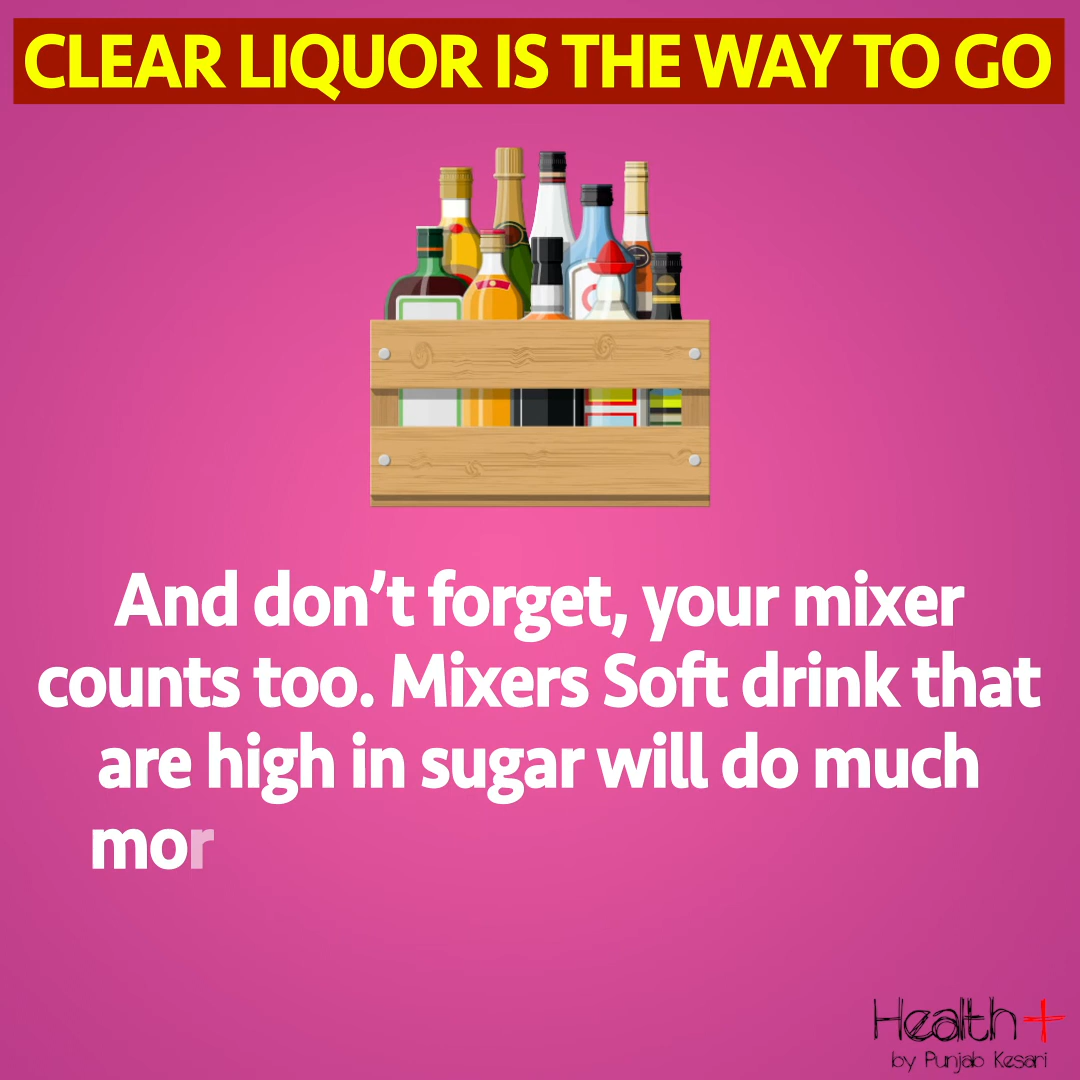 CLEAR LIQUOR IS THE WAY TO GO
And don’t forget, your mixer
counts too. Mixers Soft drink that
are high in sugar will do much
mor
Health+
by Punjab Kesari